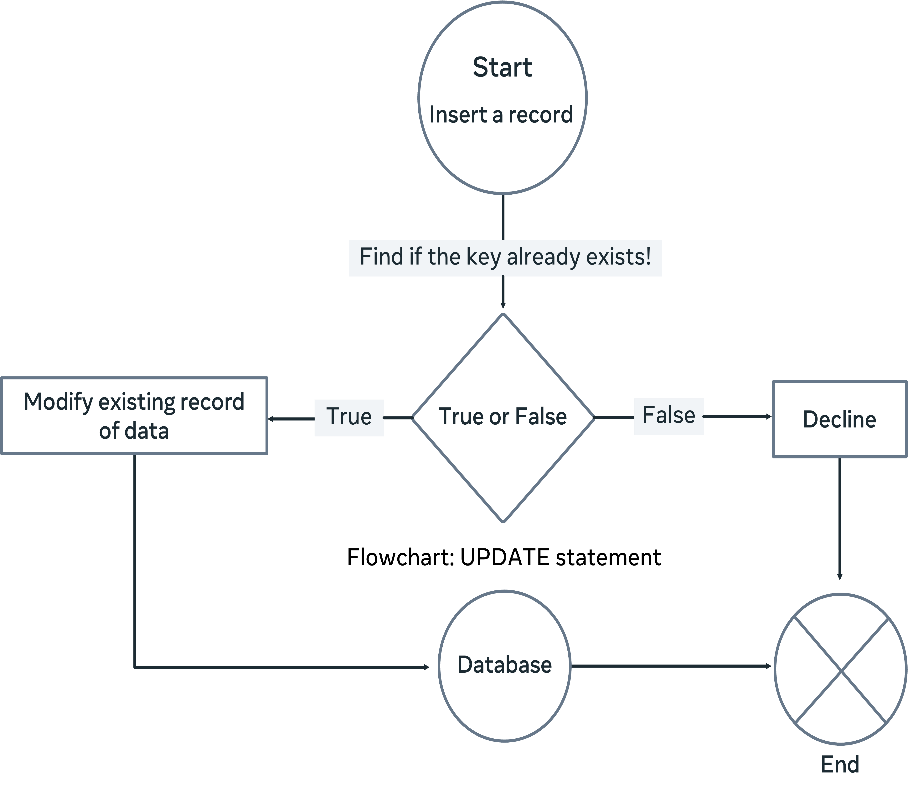 Start
Insert a record
Find if the key already exists!
Modify existing record
of data
True
True or False
False
Decline
Flowchart: UPDATE statement
Database
End